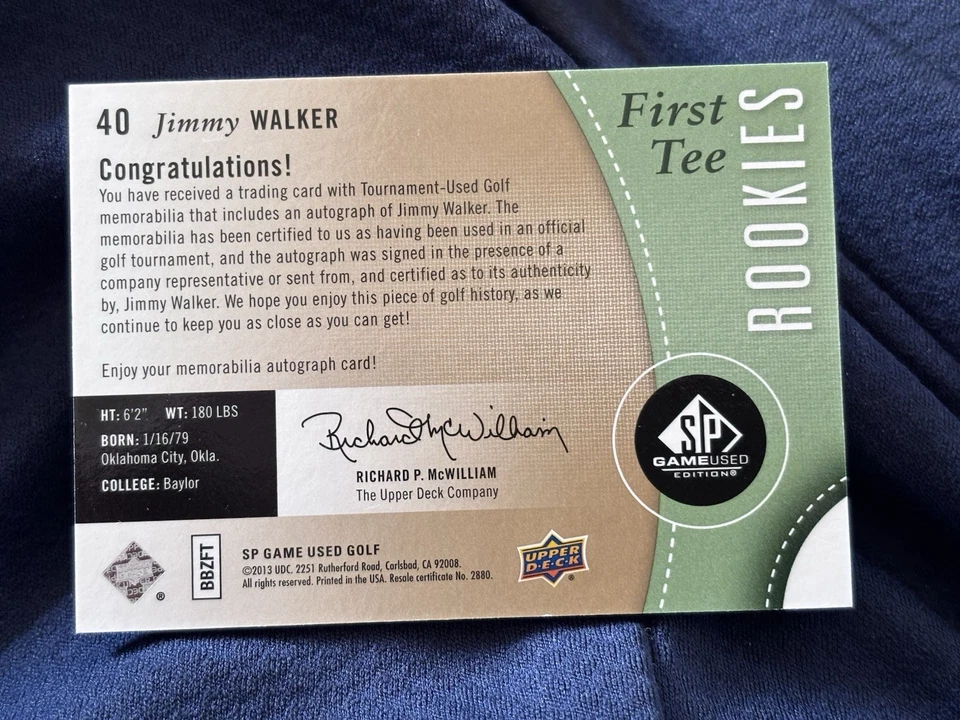 40 Jimmy WALKER
Congratulations!
You have received a trading card with Tournament-Used Golf
memorabilia that includes an autograph of Jimmy Walker. The
memorabilia has been certified to us as having been used in an official
golf tournament, and the autograph was signed in the presence of a
company representative or sent from, and certified as to its authenticity
by, Jimmy Walker. We hope you enjoy this piece of golf history, as we
continue to keep you as close as you can get!
Enjoy your memorabilia autograph card!
First
Tee
ROOKIES
HT: 6'2" WT: 180 LBS
BORN: 1/16/79
Oklahoma City, Okla.
COLLEGE: Baylor
Richard McWilliam
RICHARD P. McWILLIAM
The Upper Deck Company
SP
GAMEUSED
EDITION®
®
BBZFT
SP GAME USED GOLF
©2013 UDC. 2251 Rutherford Road, Carlsbad, CA 92008.
All rights reserved. Printed in the USA. Resale certificate No. 2880.
UPPER
D·E·C·K
®